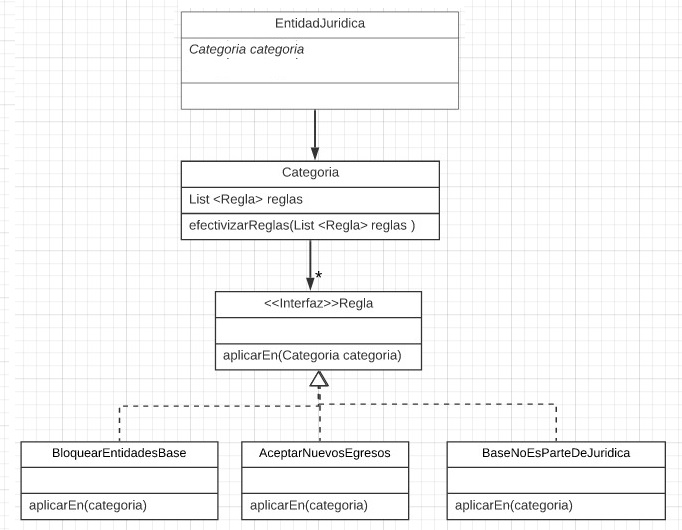 EntidadJuridica
Categoria categoria
Categoria
List <Regla> reglas
efectivizarReglas(List <Regla> reglas )
*
<<Interfaz>>Regla
aplicarEn(Categoria categoria)
BloquearEntidadesBase
aplicarEn(categoria)
AceptarNuevosEgresos
aplicarEn(categoria)
BaseNoEsParteDeJuridica
aplicarEn(categoria)